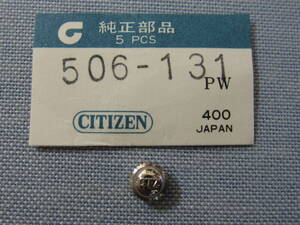 純正部品
5 PCS
506-131
PW
CITIZEN
400
JAPAN